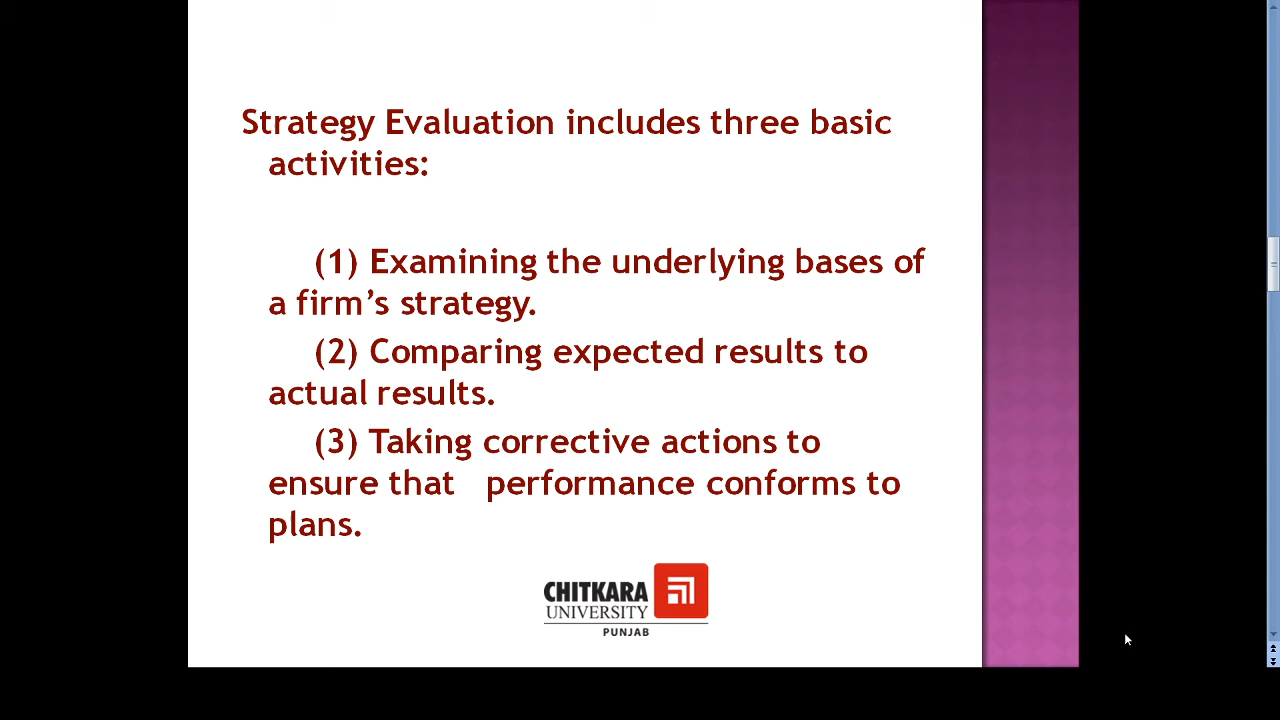 Strategy Evaluation includes three basic
activities:
(1) Examining the underlying bases of
a firm’s strategy.
(2) Comparing expected results to
actual results.
(3) Taking corrective actions to
ensure that   performance conforms to
plans.
CHITKARA
UNIVERSITY
PUNJAB